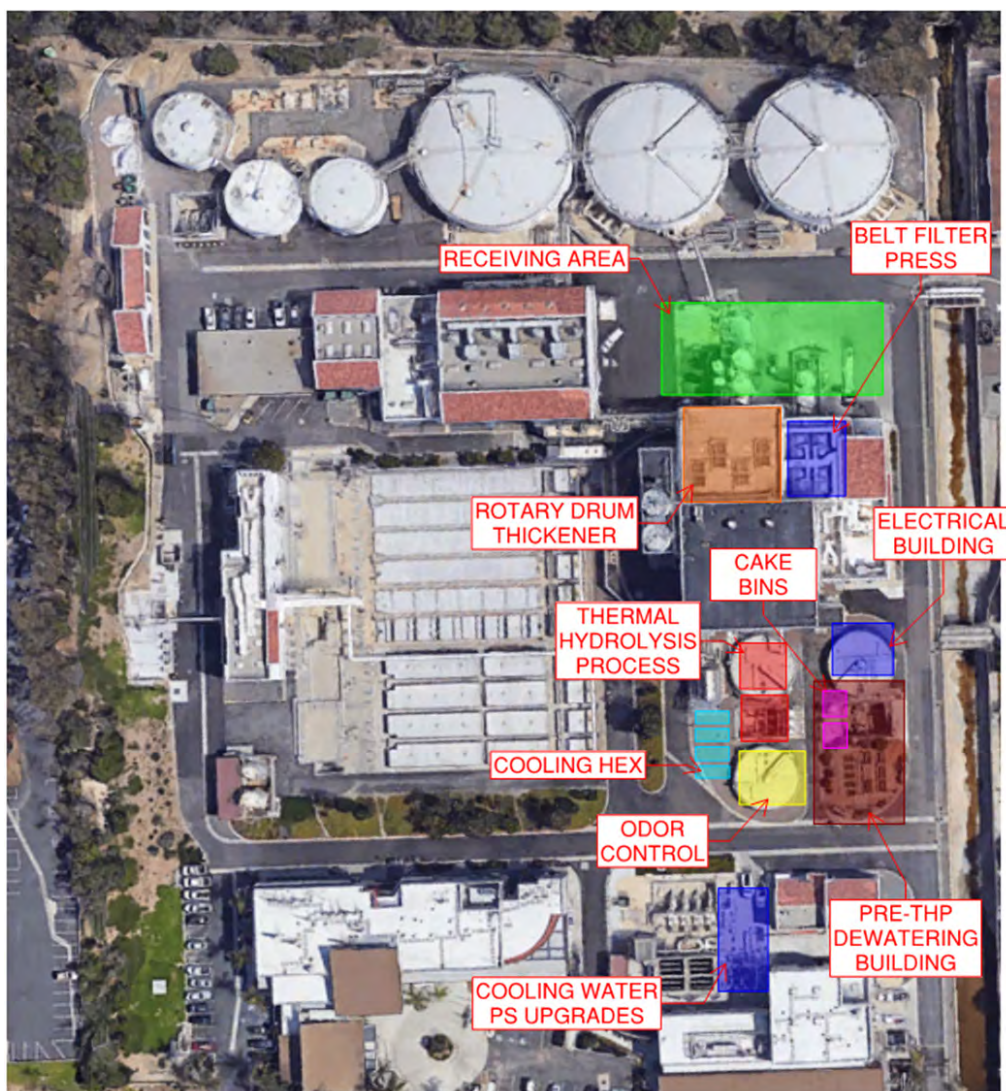 BELT FILTER
PRESS
RECEIVING AREA
ROTARY DRUM
THICKENER
ELECTRICAL
BUILDING
CAKE
BINS
THERMAL
HYDROLYSIS
PROCESS
COOLING HEX
ODOR
CONTROL
PRE-THP
DEWATERING
BUILDING
COOLING WATER
PS UPGRADES